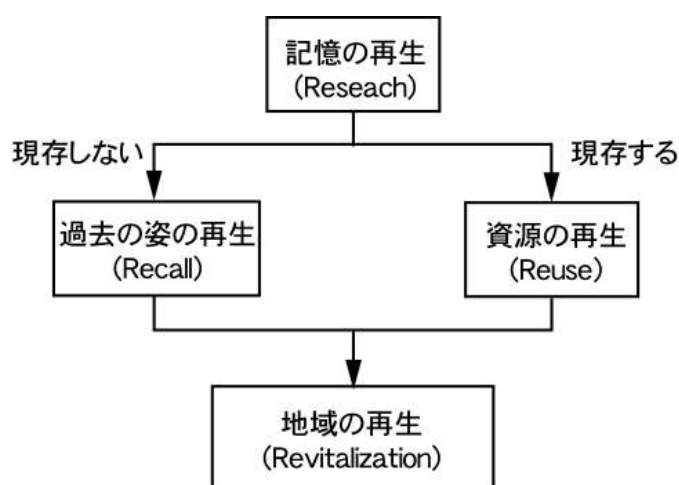 記憶の再生
(Reseach)
現存しない
現存する
過去の姿の再生
(Recall)
資源の再生
(Reuse)
地域の再生
(Revitalization)